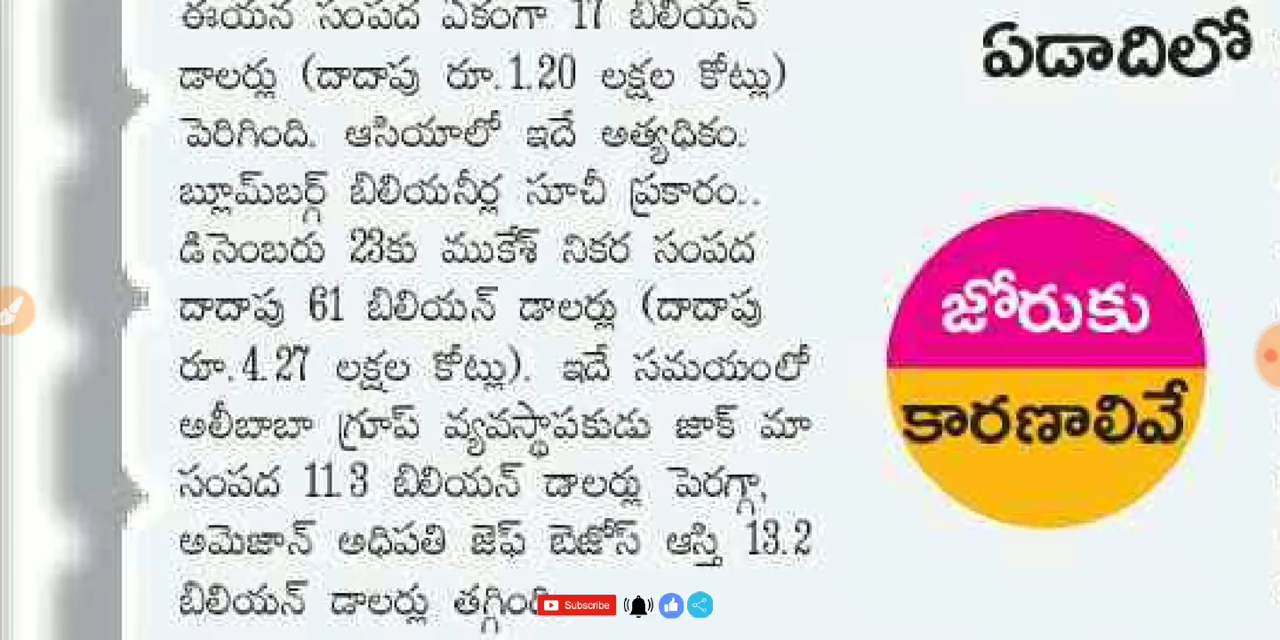 ఈయన సంపద ఏకంగా 17 బిలియన్
డాలర్లు (దాదాపు రూ.1.20 లక్షల కోట్లు)
పెరిగింది. ఆసియాలో ఇదే అత్యధికం.
బ్లూమ్‌బర్గ్ బిలియనీర్ల సూచీ ప్రకారం..
డిసెంబరు 23కు ముకేశ్ నికర సంపద
దాదాపు 61 బిలియన్ డాలర్లు (దాదాపు
రూ.4.27 లక్షల కోట్లు). ఇదే సమయంలో
అలీబాబా గ్రూప్ వ్యవస్థాపకుడు జాక్ మా
సంపద 11.3 బిలియన్ డాలర్లు పెరగ్గా,
అమెజాన్ అధిపతి జెఫ్ బెజోస్ ఆస్తి 13.2
బిలియన్ డాలర్లు
Subscribe
ఏడాదిలో
జోరుకు
కారణాలివే